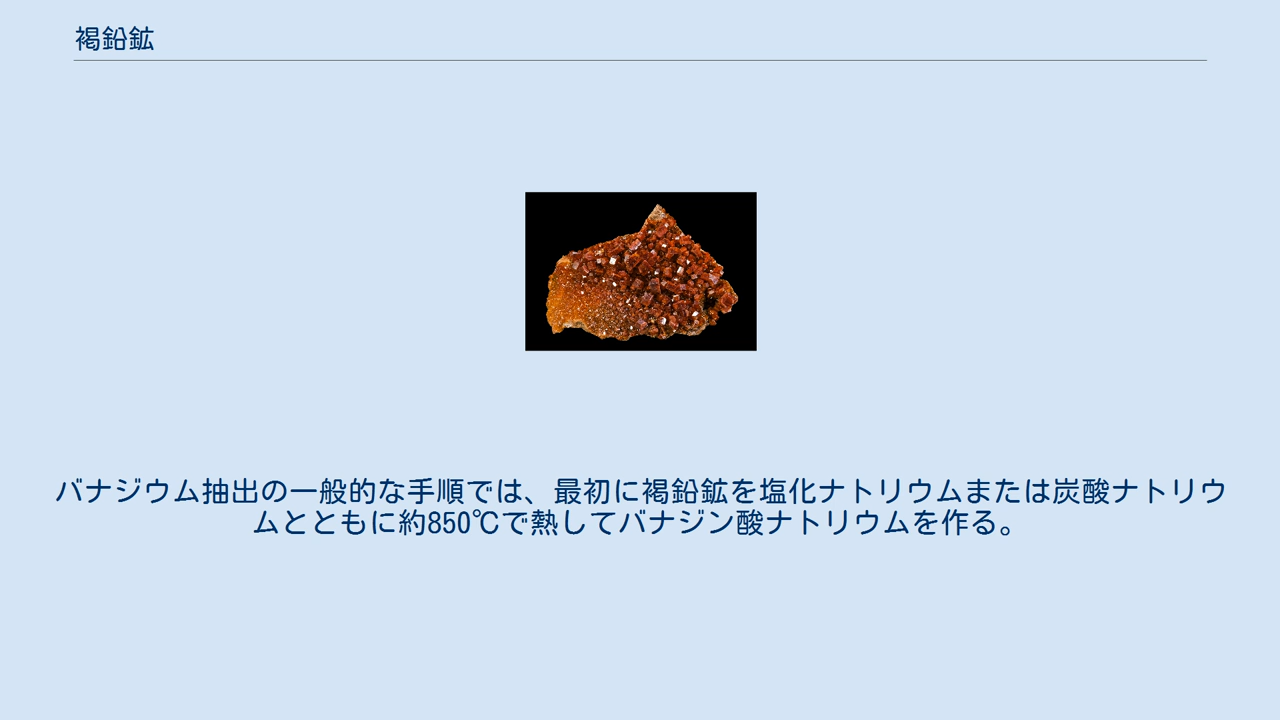 褐鉛鉱
バナジウム抽出の一般的な手順では、最初に褐鉛鉱を塩化ナトリウムまたは炭酸ナトリウ
ムとともに約850℃で熱してバナジン酸ナトリウムを作る。